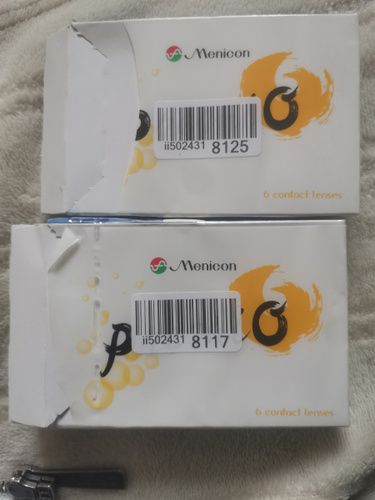 Menicon
O
ii502431 8125
6 contact lenses
Menicon
p O
ii502431 8117
6 contact lenses